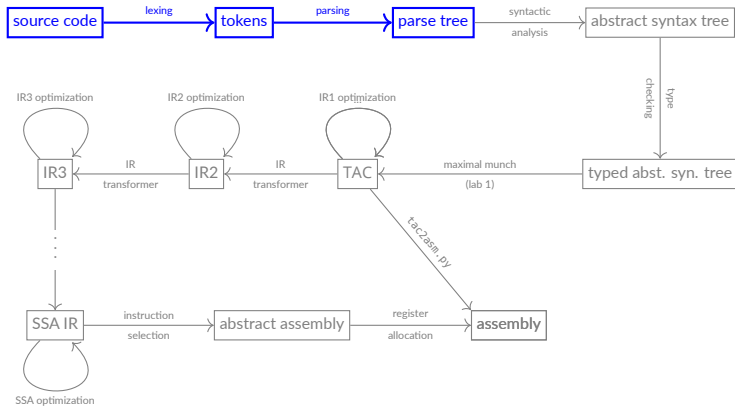 source code
lexing
tokens
parsing
parse tree
syntactic
analysis
abstract syntax tree
type
checking
IR3 optimization
IR2 optimization
IR1 optimization
IR3
IR
transformer
IR2
IR
transformer
TAC
maximal munch
(lab 1)
typed abst. syn. tree
tac2asm.py
SSA IR
instruction
selection
abstract assembly
register
allocation
assembly
SSA optimization